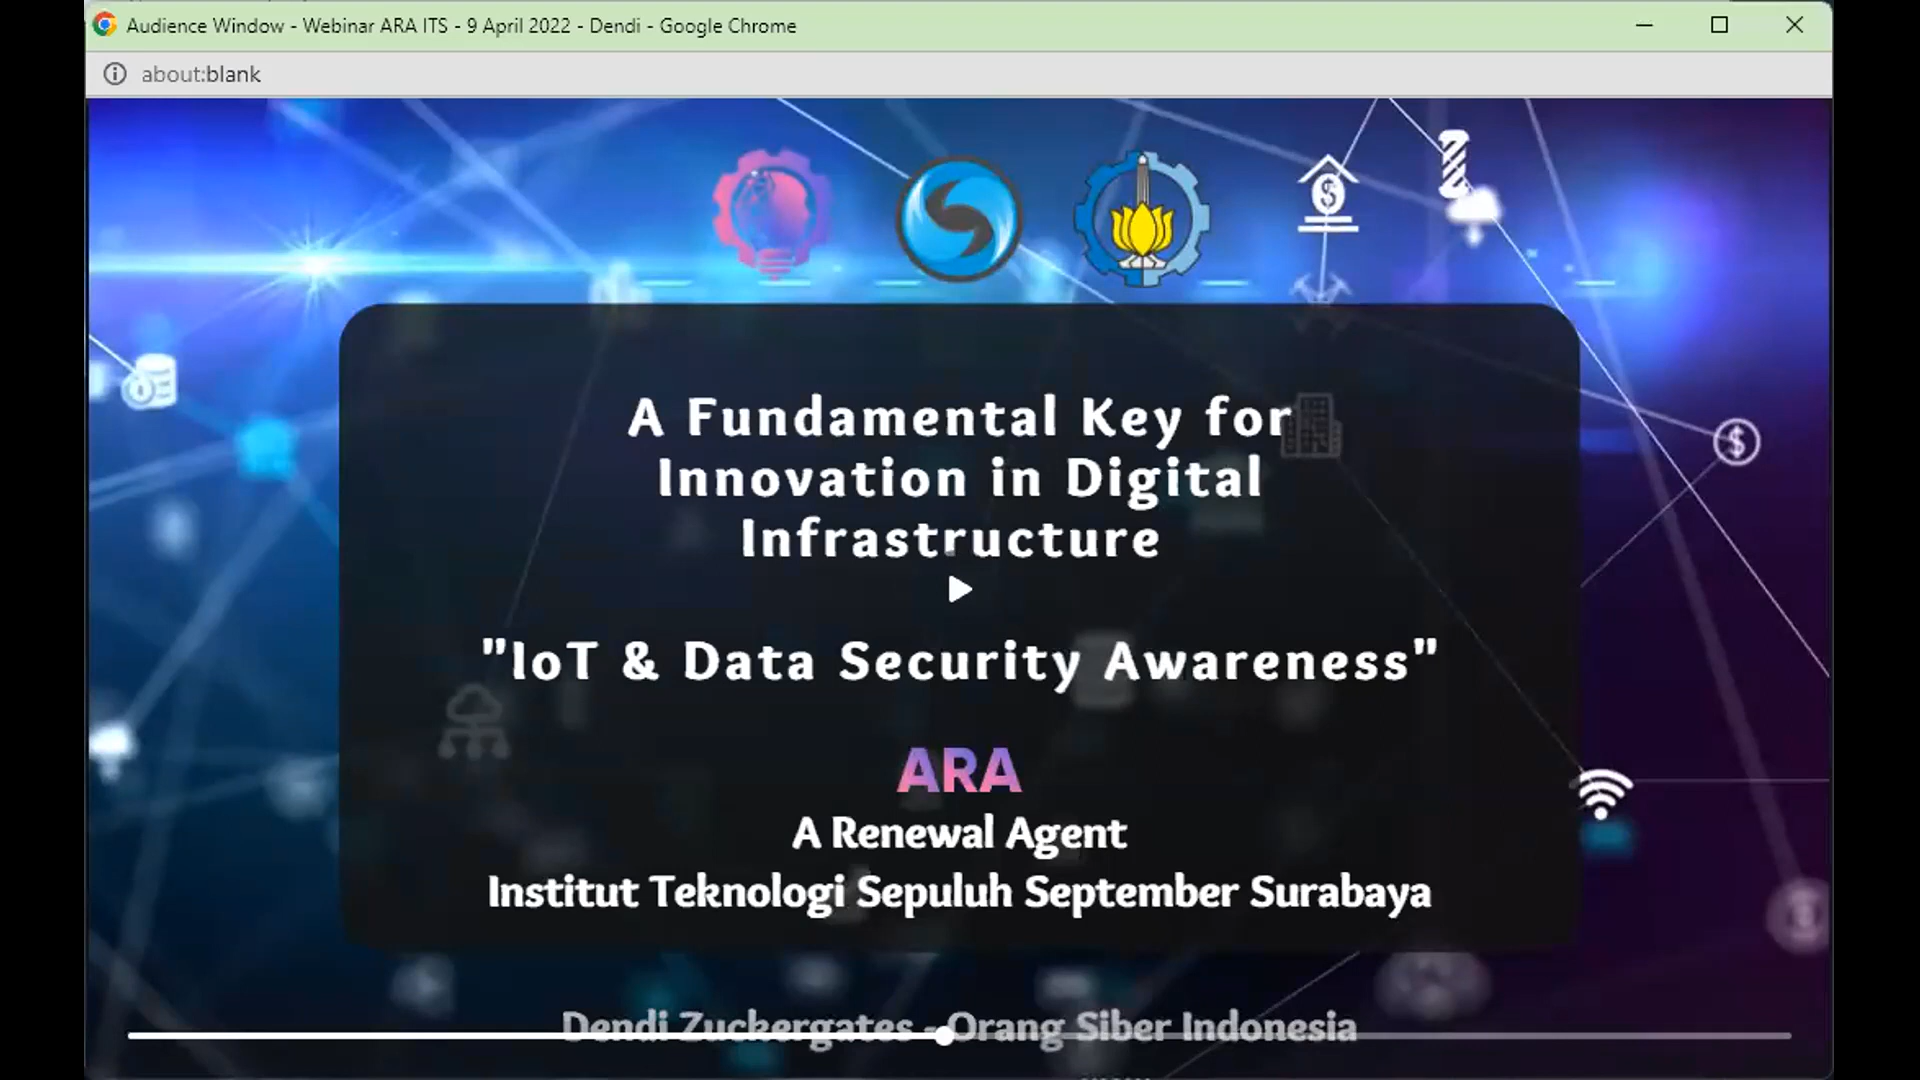 Audience Window - Webinar ARA ITS - 9 April 2022 - Dendi - Google Chrome
about:blank
A Fundamental Key for
Innovation in Digital
Infrastructure
"IoT & Data Security Awareness"
ARA
A Renewal Agent
Institut Teknologi Sepuluh September Surabaya
Dendi Zuckergates - Orang Siber Indonesia